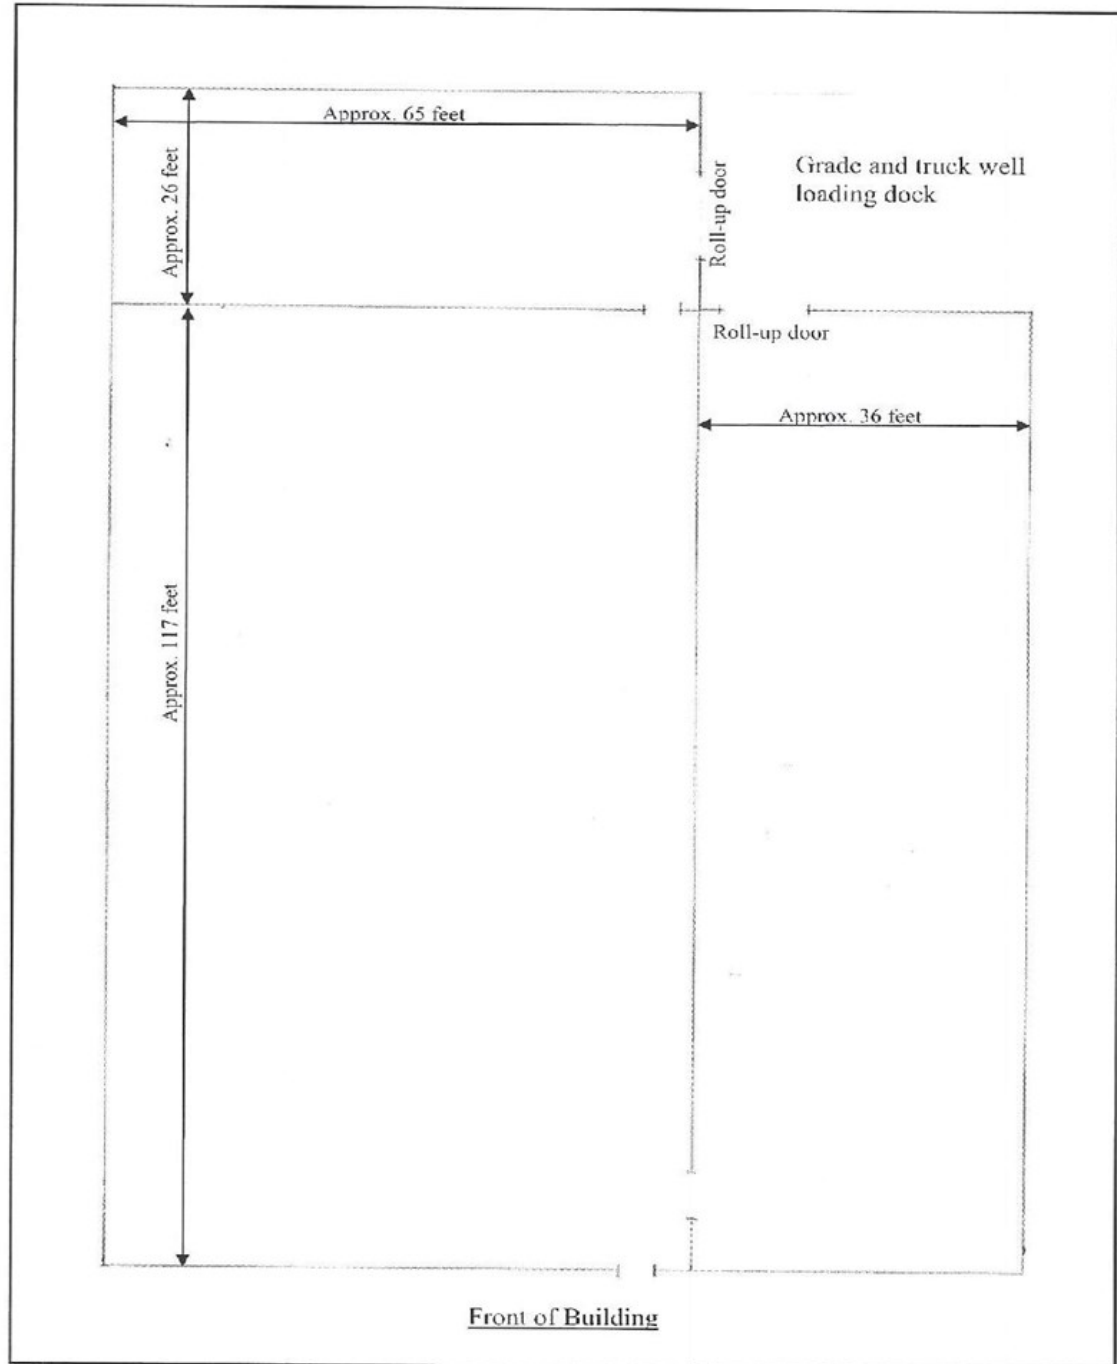 Approx. 65 feet
Approx. 26 feet
Roll-up door
Grade and truck well
loading dock
Roll-up door
Approx. 36 feet
Approx. 117 feet
Front of Building